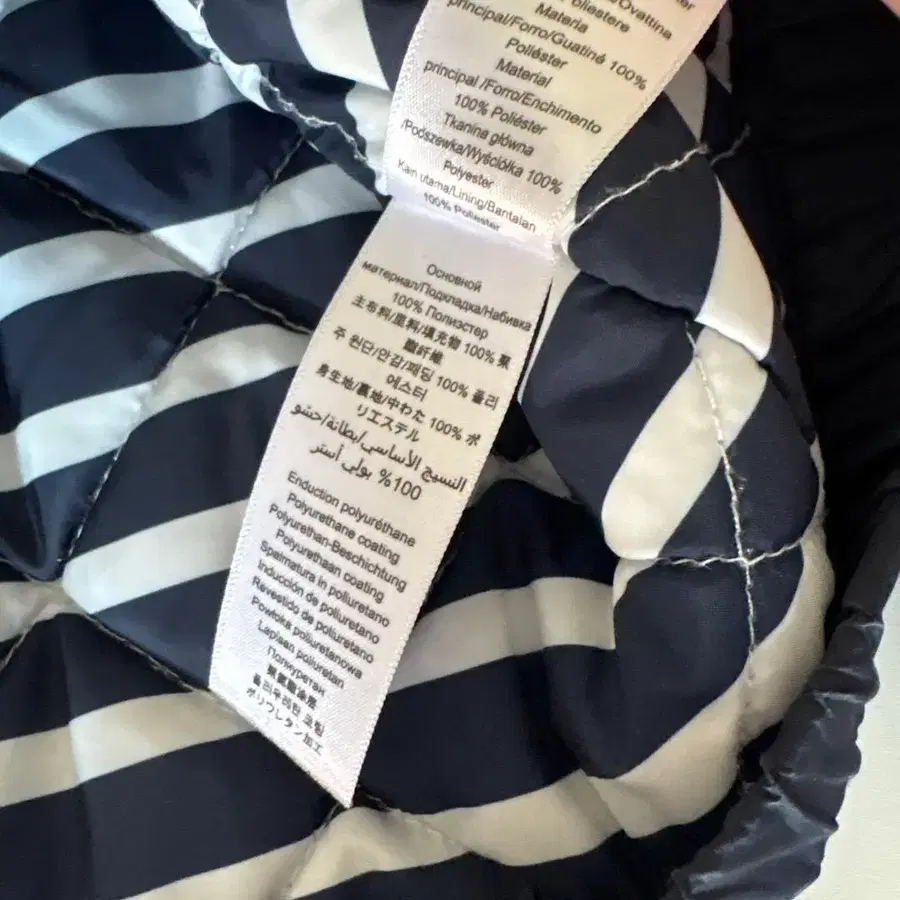 /Ovattina
Poliestere
Materia
principal/Forro/Guatiné 100%
Poliéster
Material
principal /Forro/Enchimento
100% Poliéster
Tkanina główna
/Podszewka/Wyściółka 100%
Polyester
Kain utama/Lining/Bantalan
100% Poliester
Основной
материал/Подкладка/Набивка
100% Полиэстер
主布料/里料/填充物 100% 聚
酯纤维
주 원단/안감/패딩 100% 폴리
에스터
身生地/裏地/中わた 100% ポ
リエステル
النسيج الأساسي/بطانة/حشو
100% بولي أستر
Enduction polyuréthane
Polyurethane coating
Polyurethan-Beschichtung
Polyurethaan coating
Spalmatura in poliuretano
Inducción de poliuretano
Revestido de poliuretano
Powłoka poliuretanowa
Lapisan poliuretan
Полиуретан
聚氨酯涂层
폴리우레탄 코팅
ポリウレタン加工